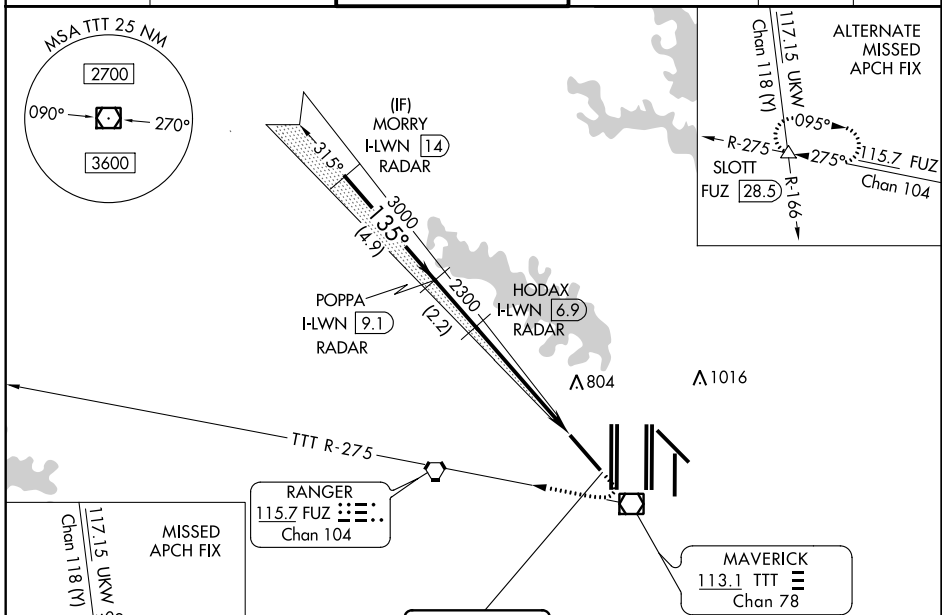 MSA TTT 25 NM
2700
090°
270°
3600
(IF)
MORRY
I-LWN 14
RADAR
315°
3000
135°
(4.9)
POPPA
I-LWN 9.1
RADAR
2300
(2.2)
HODAX
I-LWN 6.9
RADAR
804
1016
TTT R-275
RANGER
115.7 FUZ
Chan 104
MAVERICK
113.1 TTT
Chan 78
117.15 UKW
Chan 118 (Y)
ALTERNATE
MISSED
APCH FIX
095°
R-275
275°
115.7 FUZ
Chan 104
SLOTT
FUZ 28.5
R-166
117.15 UKW
Chan 118 (Y)
MISSED
APCH FIX